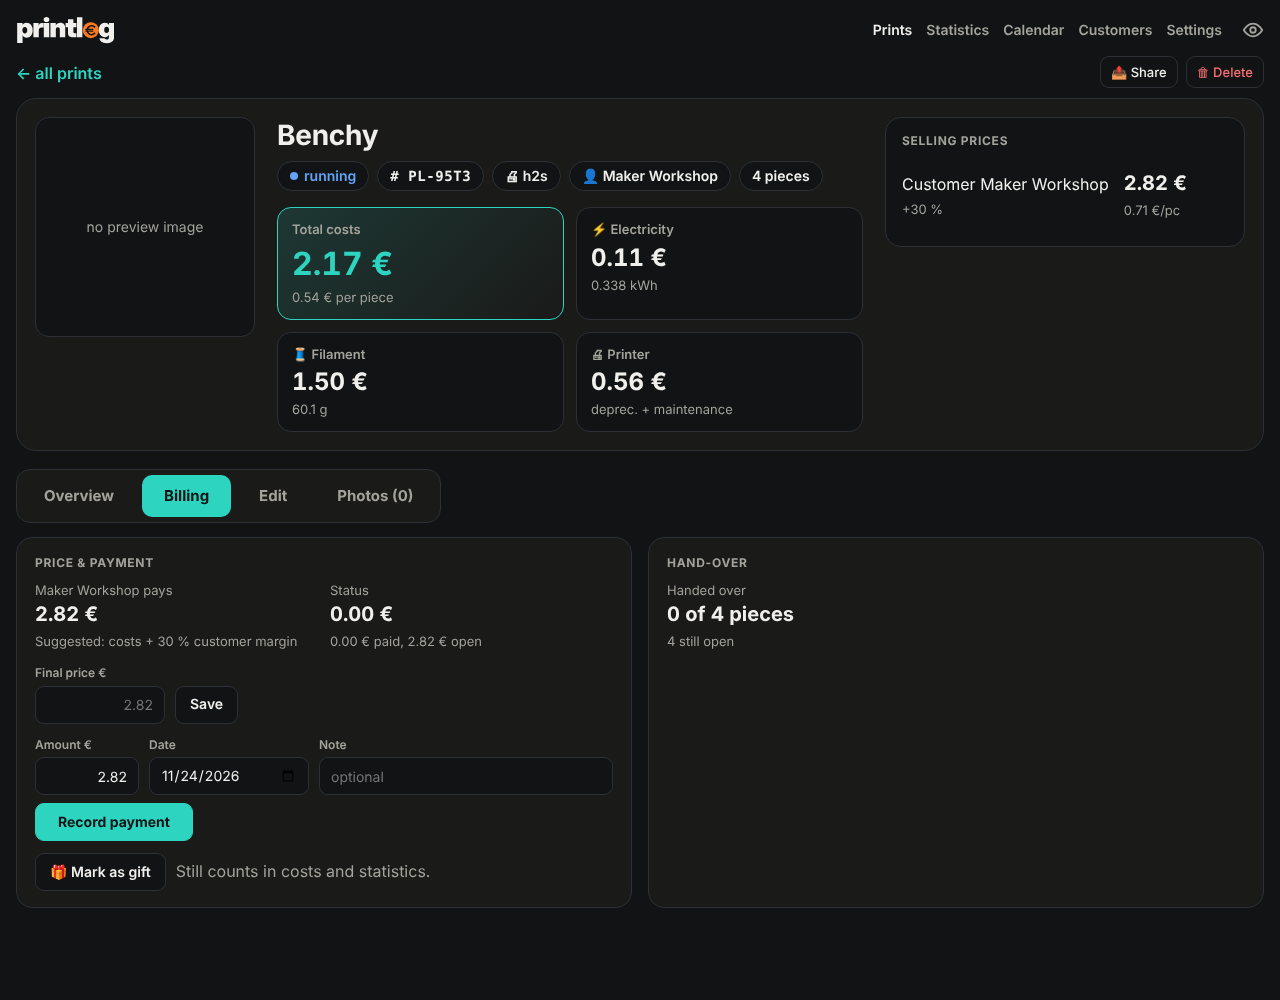 printlog
Prints Statistics Calendar Customers Settings
← all prints
Share Delete
no preview image
Benchy
running # PL-95T3 h2s Maker Workshop 4 pieces
Total costs
2.17 €
0.54 € per piece
Electricity
0.11 €
0.338 kWh
Filament
1.50 €
60.1 g
Printer
0.56 €
deprec. + maintenance
SELLING PRICES
Customer Maker Workshop 2.82 €
+30 % 0.71 €/pc
Overview Billing Edit Photos (0)
PRICE & PAYMENT
Maker Workshop pays
2.82 €
Suggested: costs + 30 % customer margin
Status
0.00 €
0.00 € paid, 2.82 € open
Final price €
2.82 Save
Amount € Date Note
2.82 11/24/2026 optional
Record payment
Mark as gift Still counts in costs and statistics.
HAND-OVER
Handed over
0 of 4 pieces
4 still open